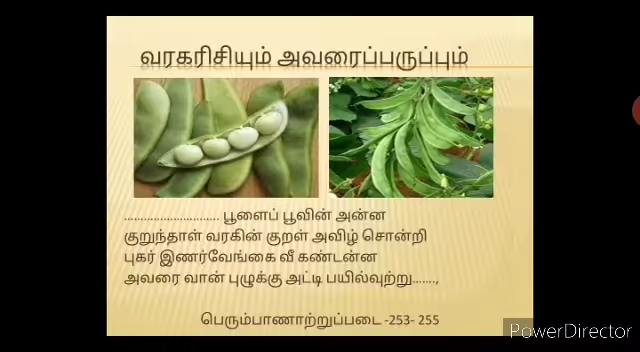 வரகரிசியும் அவரைப்பருப்பும்
............................ பூளைப் பூவின் அன்ன
குறுந்தாள் வரகின் குறள் அவிழ் சொன்றி
புகர் இணர்வேங்கை வீ கண்டன்ன
அவரை வான் புழுக்கு அட்டி பயில்வுற்று.......,
பெரும்பாணாற்றுப்படை -253- 255
PowerDirector